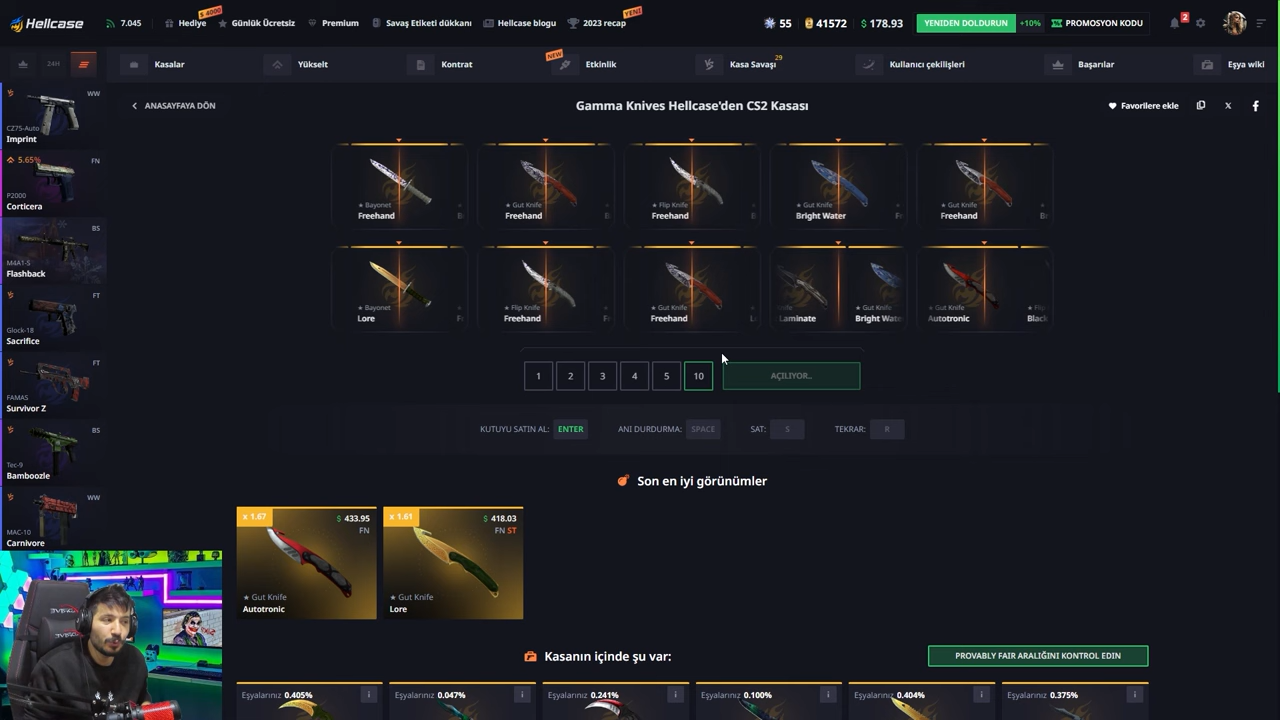 HELLCASE
7.045
Hediye
$ 4000
Günlük Ücretsiz
Premium
Savaş Etiketi dükkanı
Hellcase blogu
2023 recap
YENİ
55
41572
$ 178.93
YENİDEN DOLDURUN
+10%
PROMOSYON KODU
2
24H
Kasalar
Yükselt
Kontrat
NEW
Etkinlik
Kasa Savaşı
29
Kullanıcı çekilişleri
Başarılar
Eşya wiki
ANASAYFAYA DÖN
Gamma Knives Hellcase'den CS2 Kasası
Favorilere ekle
WW
CZ75-Auto
Imprint
5.65%
FN
P2000
Corticera
BS
M4A1-S
Flashback
FT
Glock-18
Sacrifice
FT
FAMAS
Survivor Z
BS
Tec-9
Bamboozle
WW
MAC-10
Carnivore
★ Bayonet
Freehand
★ Gut Knife
Freehand
★ Flip Knife
Freehand
★ Gut Knife
Bright Water
★ Gut Knife
Freehand
★ Bayonet
Lore
★ Flip Knife
Freehand
★ Gut Knife
Freehand
Laminate
★ Gut Knife
Bright Wate
★ Gut Knife
Autotronic
★ Flip
Black
1
2
3
4
5
10
AÇILIYOR..
KUTUYU SATIN AL: ENTER
ANI DURDURMA: SPACE
SAT: S
TEKRAR: R
Son en iyi görünümler
x 1.67
$ 433.95
FN
★ Gut Knife
Autotronic
x 1.61
$ 418.03
FN ST
★ Gut Knife
Lore
Kasanın içinde şu var:
PROVABLY FAIR ARALIĞINI KONTROL EDIN
Eşyalarınız 0.405%
Eşyalarınız 0.047%
Eşyalarınız 0.241%
Eşyalarınız 0.100%
Eşyalarınız 0.404%
Eşyalarınız 0.375%